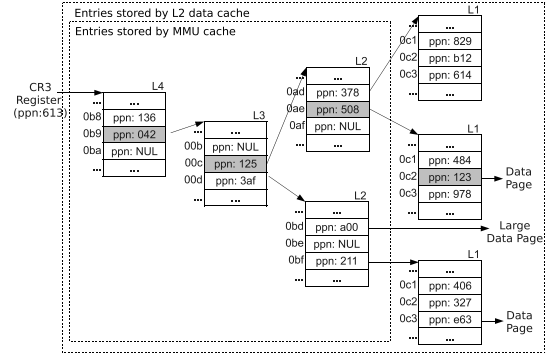 Entries stored by L2 data cache
Entries stored by MMU cache
CR3
Register
(ppn:613)
L4
...
...
0b8 ppn: 136
0b9 ppn: 042
0ba ppn: NUL
...
...
L3
...
...
00b ppn: NUL
00c ppn: 125
00d ppn: 3af
...
...
L2
...
0ad ppn: 378
0ae ppn: 508
0af ppn: NUL
...
...
L2
...
0bd ppn: a00
0be ppn: NUL
0bf ppn: 211
...
...
L1
...
0c1 ppn: 829
0c2 ppn: b12
0c3 ppn: 614
...
L1
...
0c1 ppn: 484
0c2 ppn: 123
0c3 ppn: 978
...
...
Data
Page
Large
Data Page
L1
...
0c1 ppn: 406
0c2 ppn: 327
0c3 ppn: e63
...
...
Data
Page